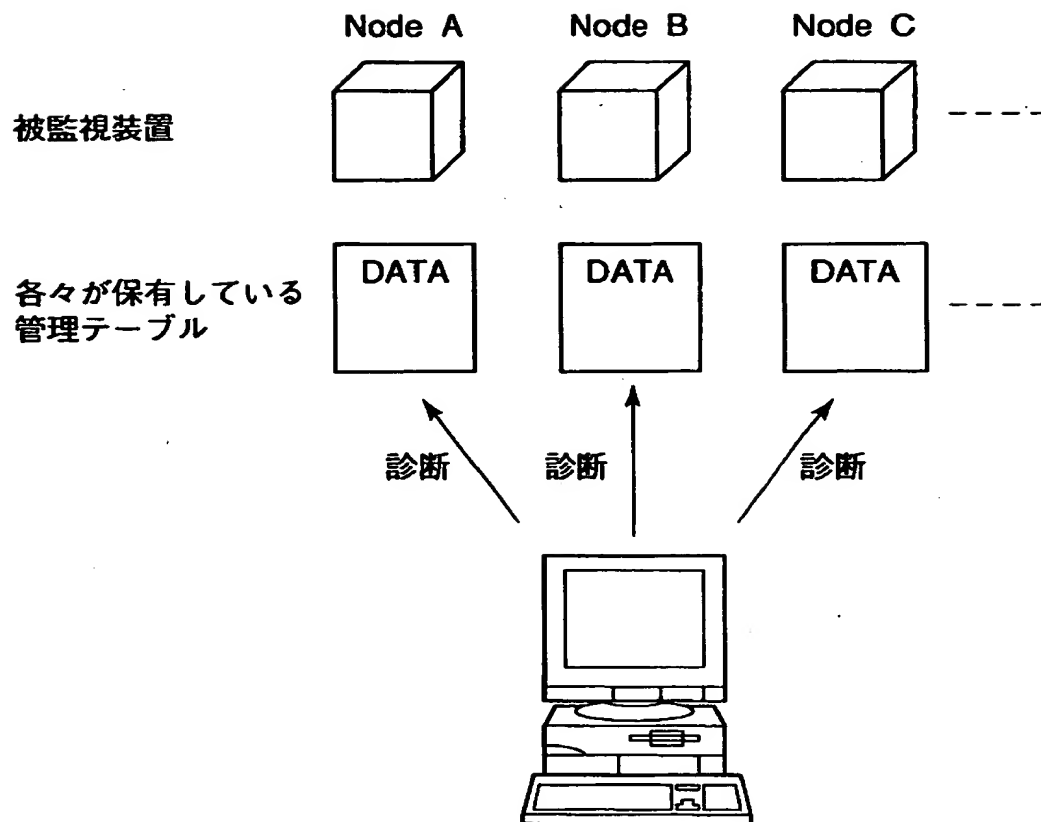 Node A Node B Node C
被監視装置
各々が保有している
管理テーブル
DATA DATA DATA
診断 診断 診断